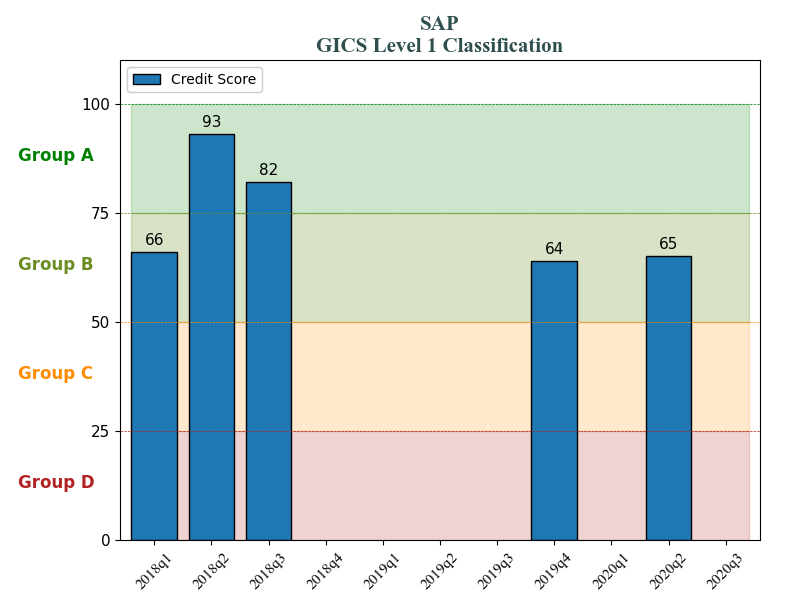 SAP
GICS Level 1 Classification
Credit Score
100
Group A
93
82
75
66
Group B
64
65
50
Group C
25
Group D
0
2018q1
2018q2
2018q3
2018q4
2019q1
2019q2
2019q3
2019q4
2020q1
2020q2
2020q3